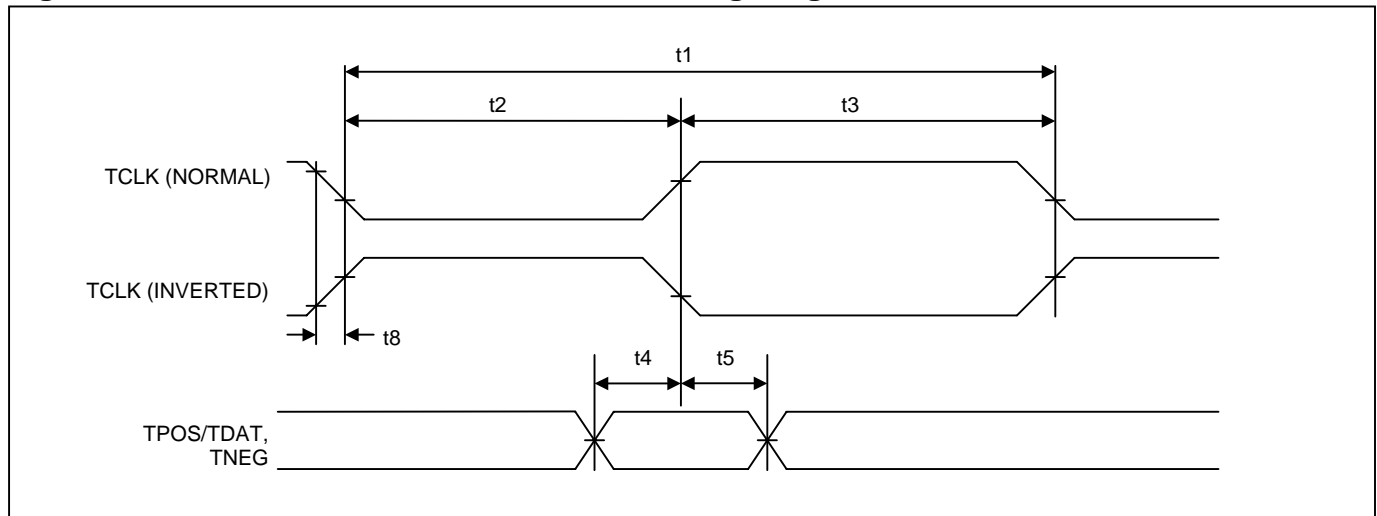 t1
t2
t3
TCLK (NORMAL)
TCLK (INVERTED)
t8
t4
t5
TPOS/TDAT,
TNEG